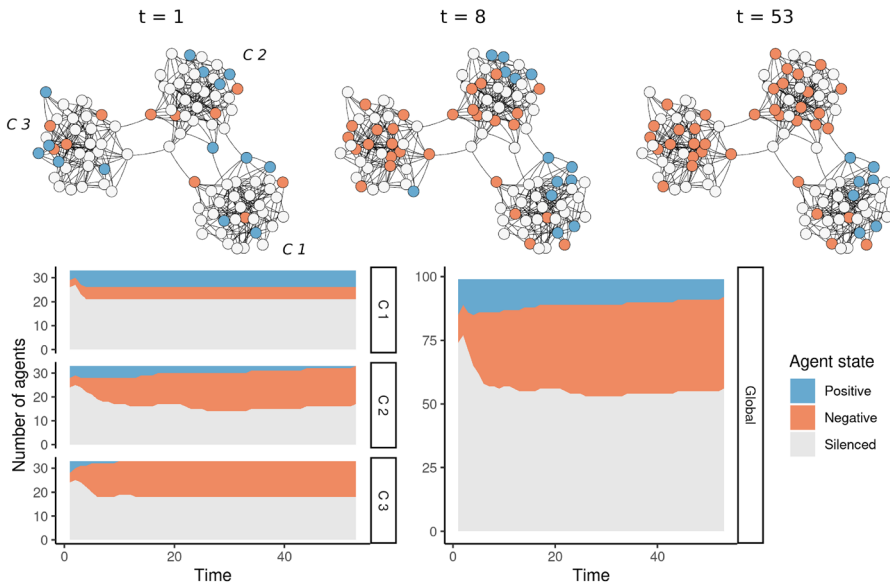 t = 1
t = 8
t = 53
C 2
C 3
C 1
Number of agents
30
20
10
0
C 1
30
20
10
0
C 2
30
20
10
0
C 3
0
20
40
Time
100
75
50
25
0
Global
0
20
40
Time
Agent state
Positive
Negative
Silenced